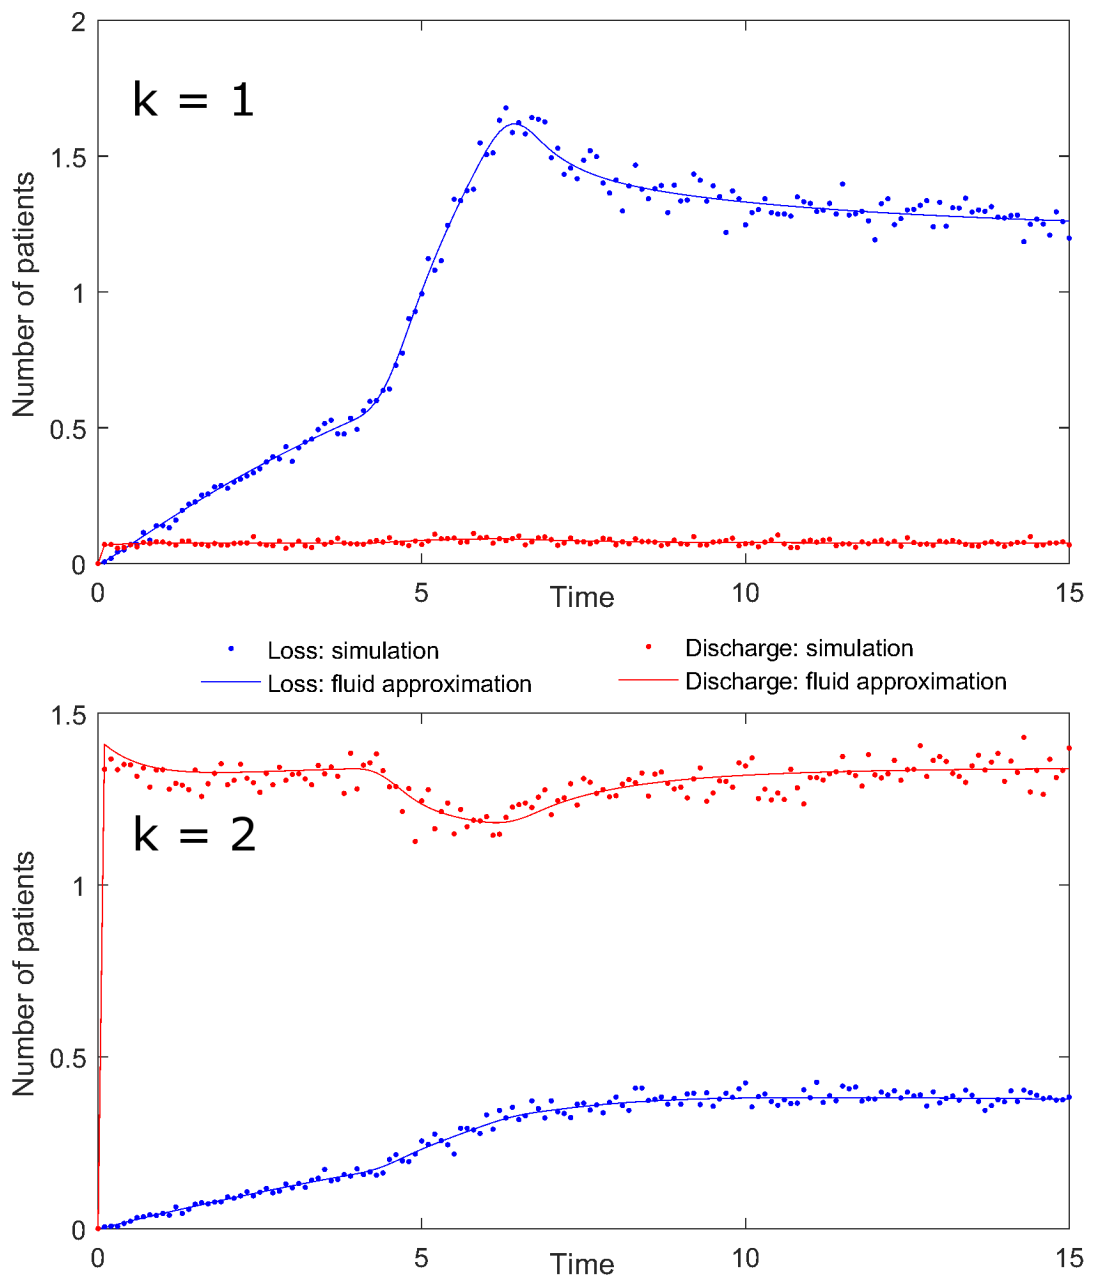 2
k = 1
1.5
1
0.5
0
Number of patients
0 5 10 15
Time
Loss: simulation Discharge: simulation
Loss: fluid approximation Discharge: fluid approximation
1.5
k = 2
1
0.5
0
Number of patients
0 5 10 15
Time